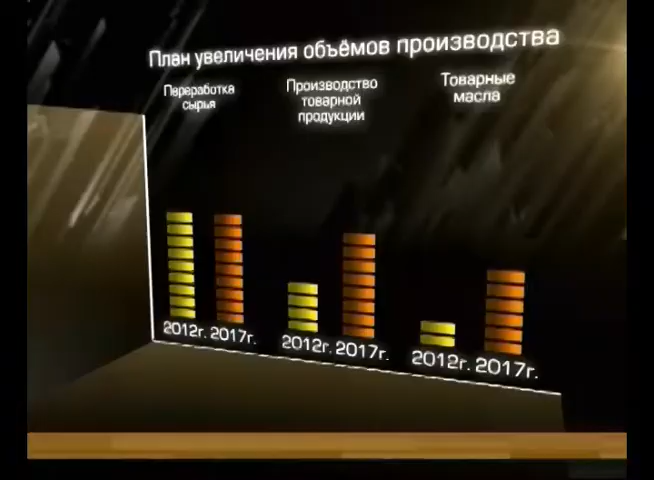 План увеличения объёмов производства
Переработка
сырья
Производство
товарной
продукции
Товарные
масла
2012г. 2017г.
2012г. 2017г.
2012г. 2017г.